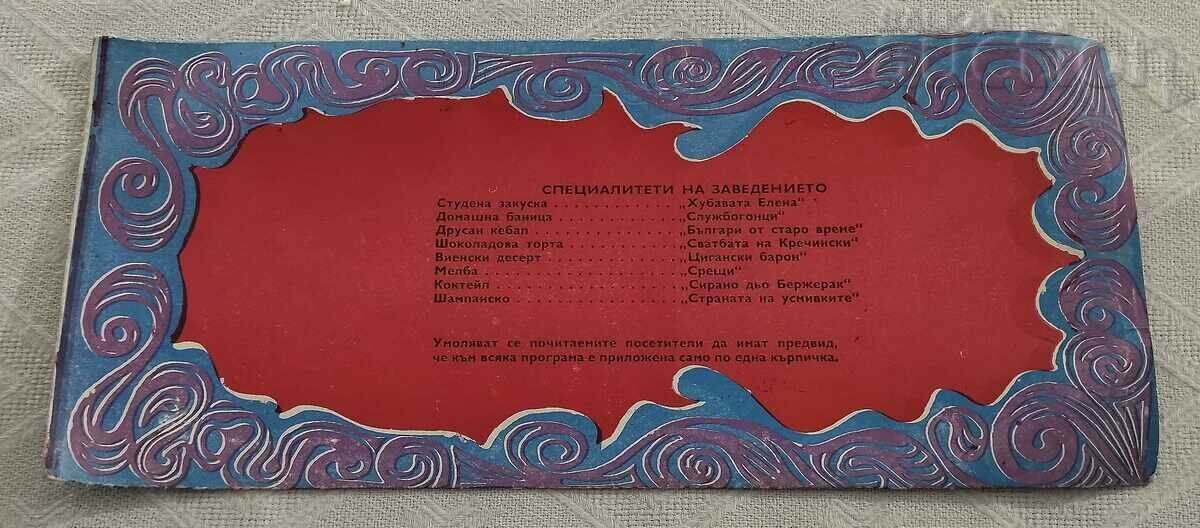 СПЕЦИАЛИТЕТИ НА ЗАВЕДЕНИЕТО
Студена закуска . . . . . . . . . . . . . „Хубавата Елена“
Домашна баница . . . . . . . . . . . . „Службогонци“
Друсан кебап . . . . . . . . . . . . . . . „Българи от старо време“
Шоколадова торта . . . . . . . . . . . „Сватбата на Кречински“
Виенски десерт . . . . . . . . . . . . . „Цигански барон“
Мелба . . . . . . . . . . . . . . . . . . . . „Срещи“
Коктейл . . . . . . . . . . . . . . . . . . „Сирано дьо Бержерак“
Шампанско . . . . . . . . . . . . . . . . „Страната на усмивките“
Умоляват се почитаемите посетители да имат предвид,
че към всяка програма е приложена само по една кърпичка.